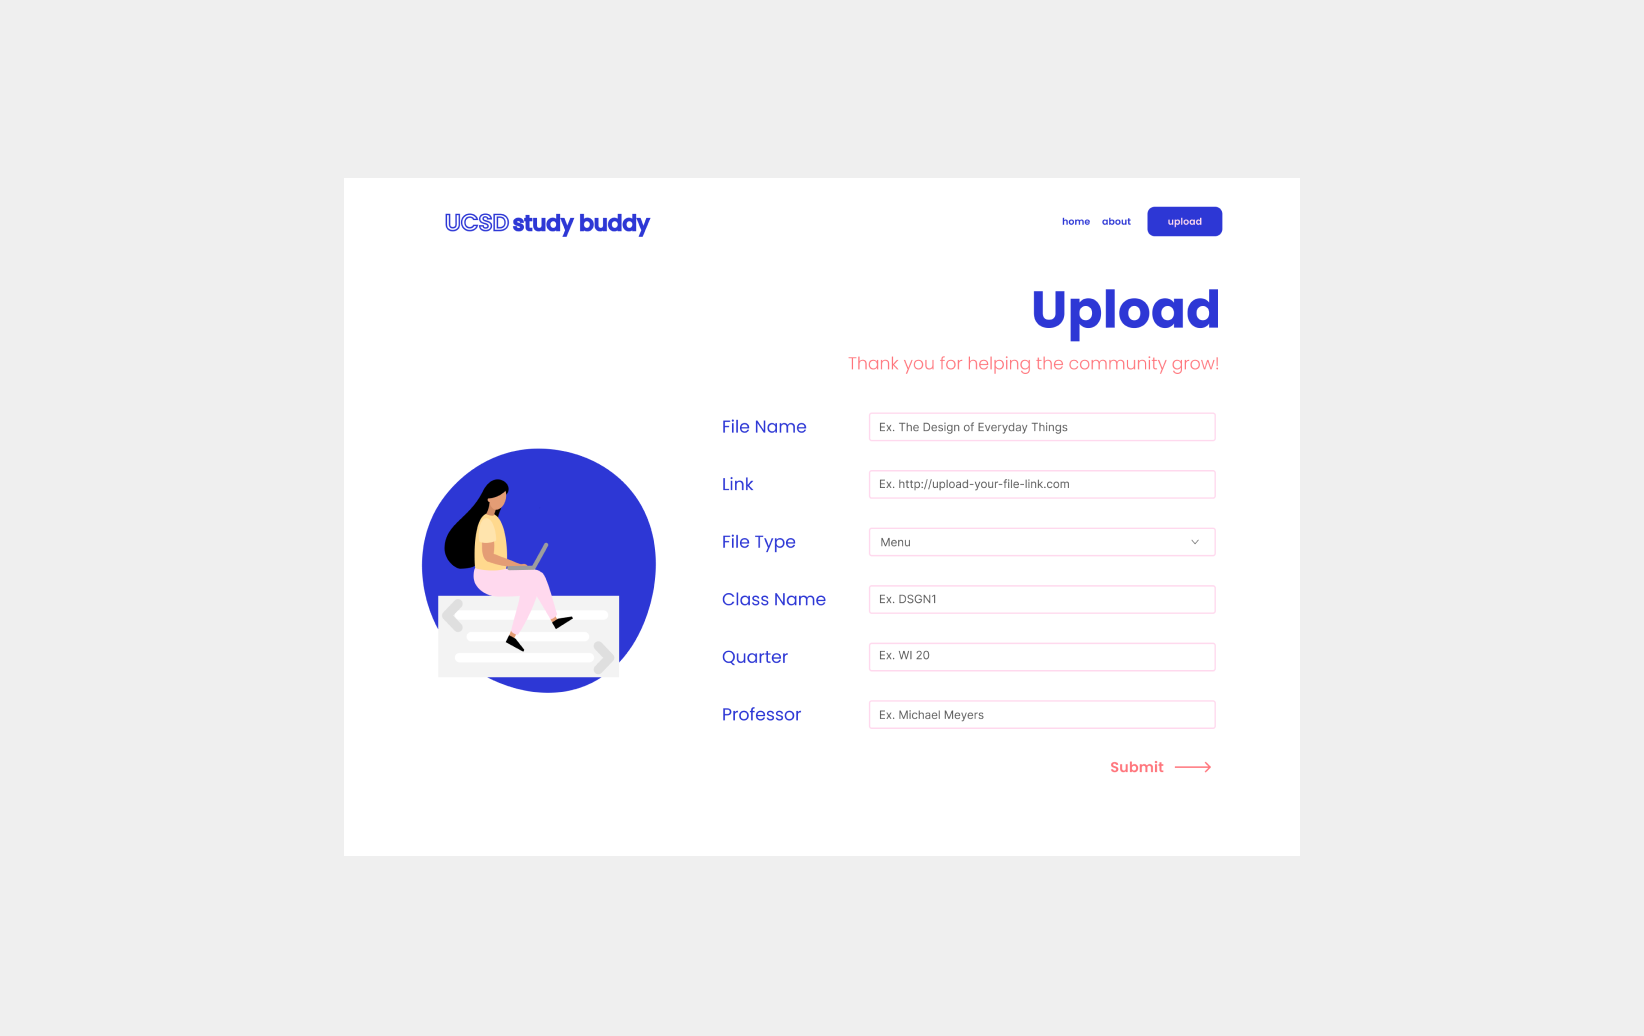 UCSD study buddy
home about upload
Upload
Thank you for helping the community grow!
File Name Ex. The Design of Everyday Things
Link Ex. http://upload-your-file-link.com
File Type Menu
Class Name Ex. DSGN1
Quarter Ex. WI 20
Professor Ex. Michael Meyers
Submit